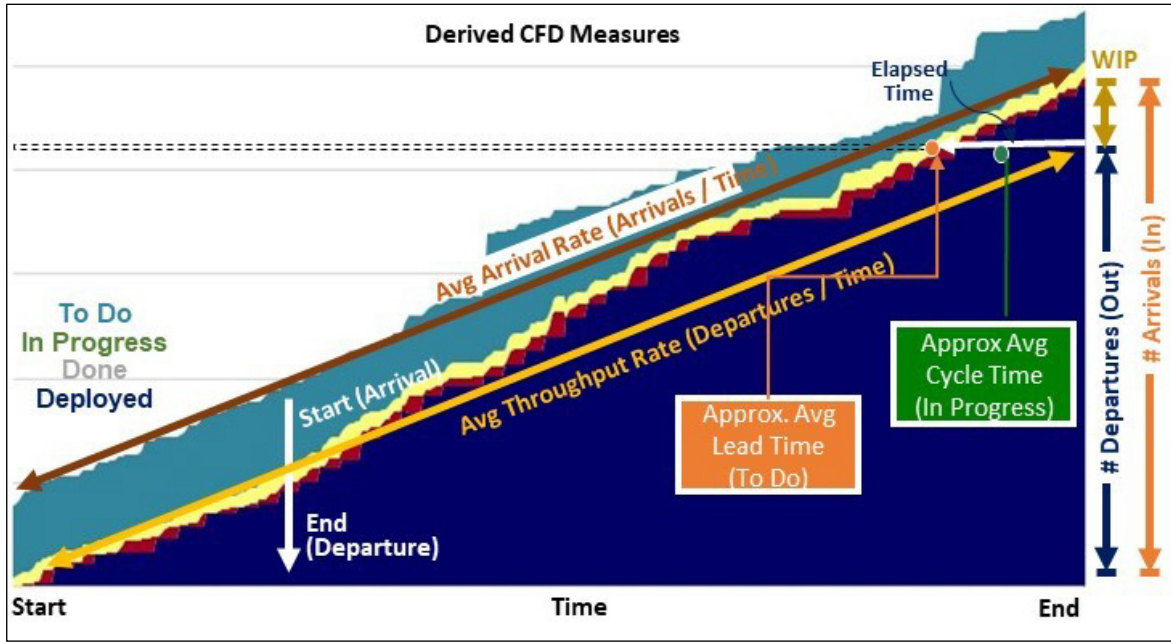 Derived CFD Measures
WIP
Elapsed
Time
Avg Arrival Rate (Arrivals / Time)
To Do
In Progress
Done
Deployed
Start (Arrival)
Avg Throughput Rate (Departures / Time)
Approx. Avg
Lead Time
(To Do)
Approx Avg
Cycle Time
(In Progress)
# Departures (Out)
# Arrivals (In)
End
(Departure)
Start
Time
End